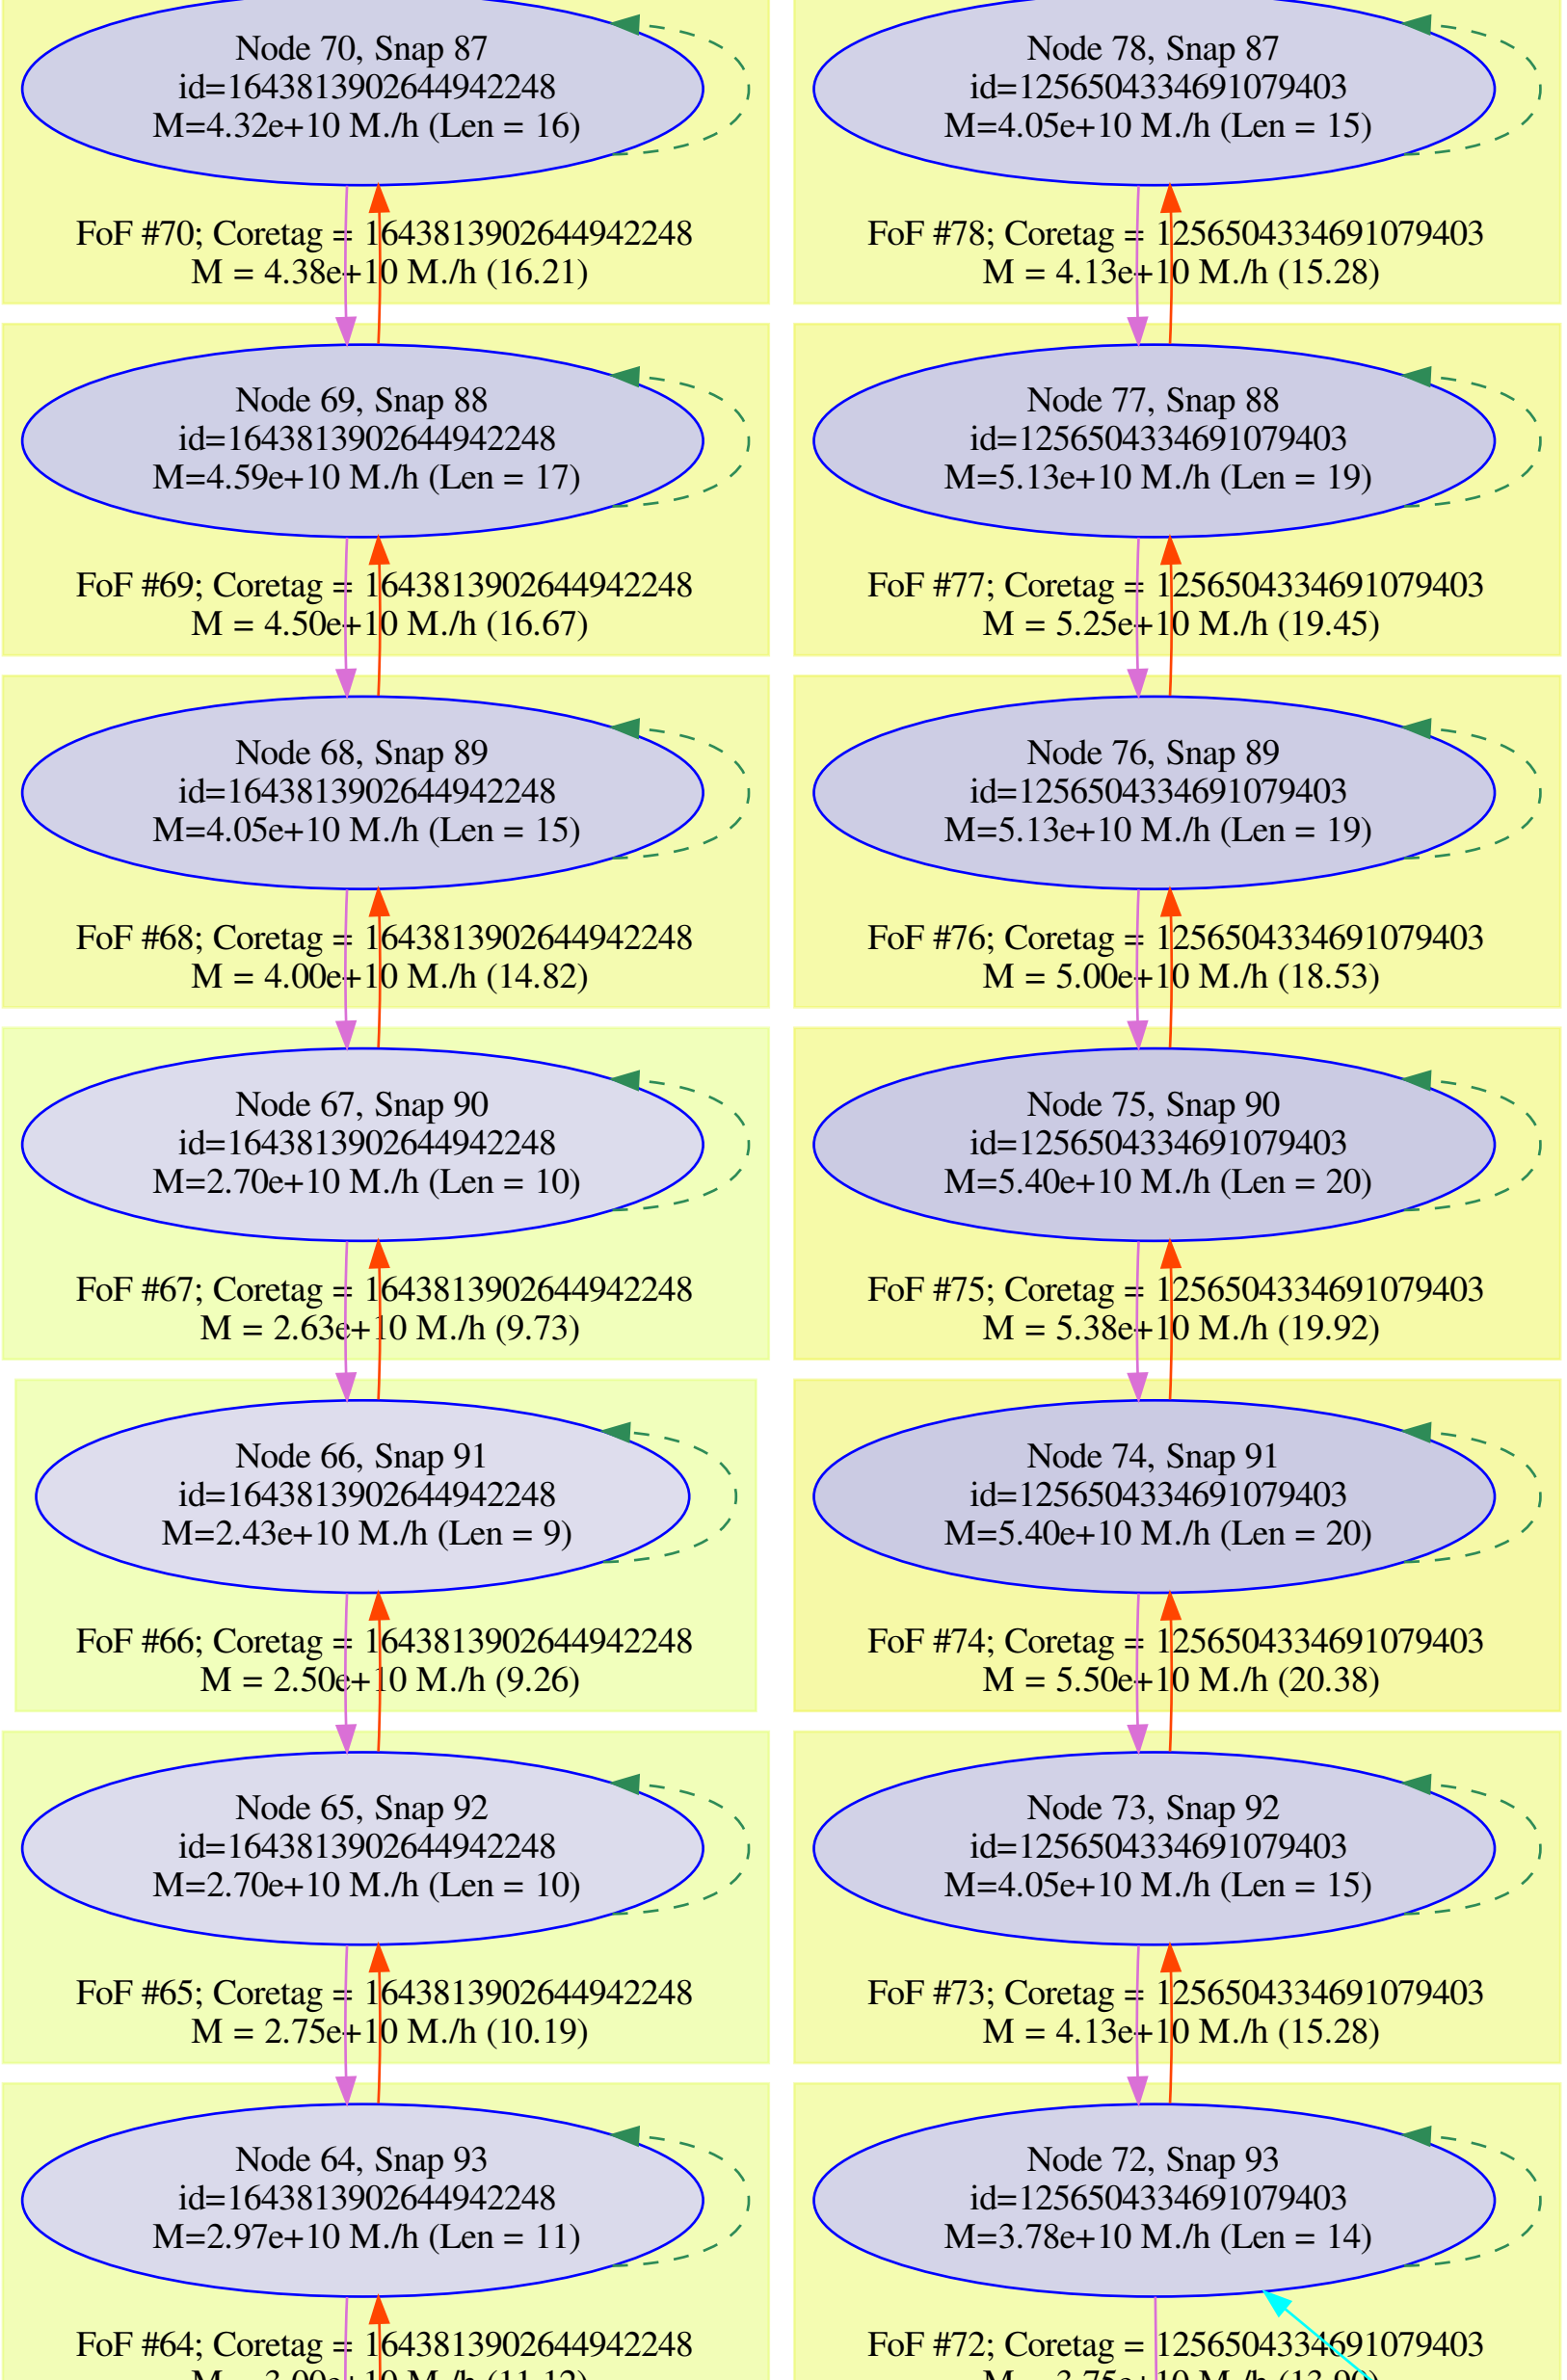 Node 70, Snap 87
id=1643813902644942248
M=4.32e+10 M./h (Len = 16)
FoF #70; Coretag = 1643813902644942248
M = 4.38e+10 M./h (16.21)
Node 69, Snap 88
id=1643813902644942248
M=4.59e+10 M./h (Len = 17)
FoF #69; Coretag = 1643813902644942248
M = 4.50e+10 M./h (16.67)
Node 68, Snap 89
id=1643813902644942248
M=4.05e+10 M./h (Len = 15)
FoF #68; Coretag = 1643813902644942248
M = 4.00e+10 M./h (14.82)
Node 67, Snap 90
id=1643813902644942248
M=2.70e+10 M./h (Len = 10)
FoF #67; Coretag = 1643813902644942248
M = 2.63e+10 M./h (9.73)
Node 66, Snap 91
id=1643813902644942248
M=2.43e+10 M./h (Len = 9)
FoF #66; Coretag = 1643813902644942248
M = 2.50e+10 M./h (9.26)
Node 65, Snap 92
id=1643813902644942248
M=2.70e+10 M./h (Len = 10)
FoF #65; Coretag = 1643813902644942248
M = 2.75e+10 M./h (10.19)
Node 64, Snap 93
id=1643813902644942248
M=2.97e+10 M./h (Len = 11)
FoF #64; Coretag = 1643813902644942248
M = 3.00e+10 M./h (11.12)
Node 78, Snap 87
id=1256504334691079403
M=4.05e+10 M./h (Len = 15)
FoF #78; Coretag = 1256504334691079403
M = 4.13e+10 M./h (15.28)
Node 77, Snap 88
id=1256504334691079403
M=5.13e+10 M./h (Len = 19)
FoF #77; Coretag = 1256504334691079403
M = 5.25e+10 M./h (19.45)
Node 76, Snap 89
id=1256504334691079403
M=5.13e+10 M./h (Len = 19)
FoF #76; Coretag = 1256504334691079403
M = 5.00e+10 M./h (18.53)
Node 75, Snap 90
id=1256504334691079403
M=5.40e+10 M./h (Len = 20)
FoF #75; Coretag = 1256504334691079403
M = 5.38e+10 M./h (19.92)
Node 74, Snap 91
id=1256504334691079403
M=5.40e+10 M./h (Len = 20)
FoF #74; Coretag = 1256504334691079403
M = 5.50e+10 M./h (20.38)
Node 73, Snap 92
id=1256504334691079403
M=4.05e+10 M./h (Len = 15)
FoF #73; Coretag = 1256504334691079403
M = 4.13e+10 M./h (15.28)
Node 72, Snap 93
id=1256504334691079403
M=3.78e+10 M./h (Len = 14)
FoF #72; Coretag = 1256504334691079403
M = 3.75e+10 M./h (13.90)